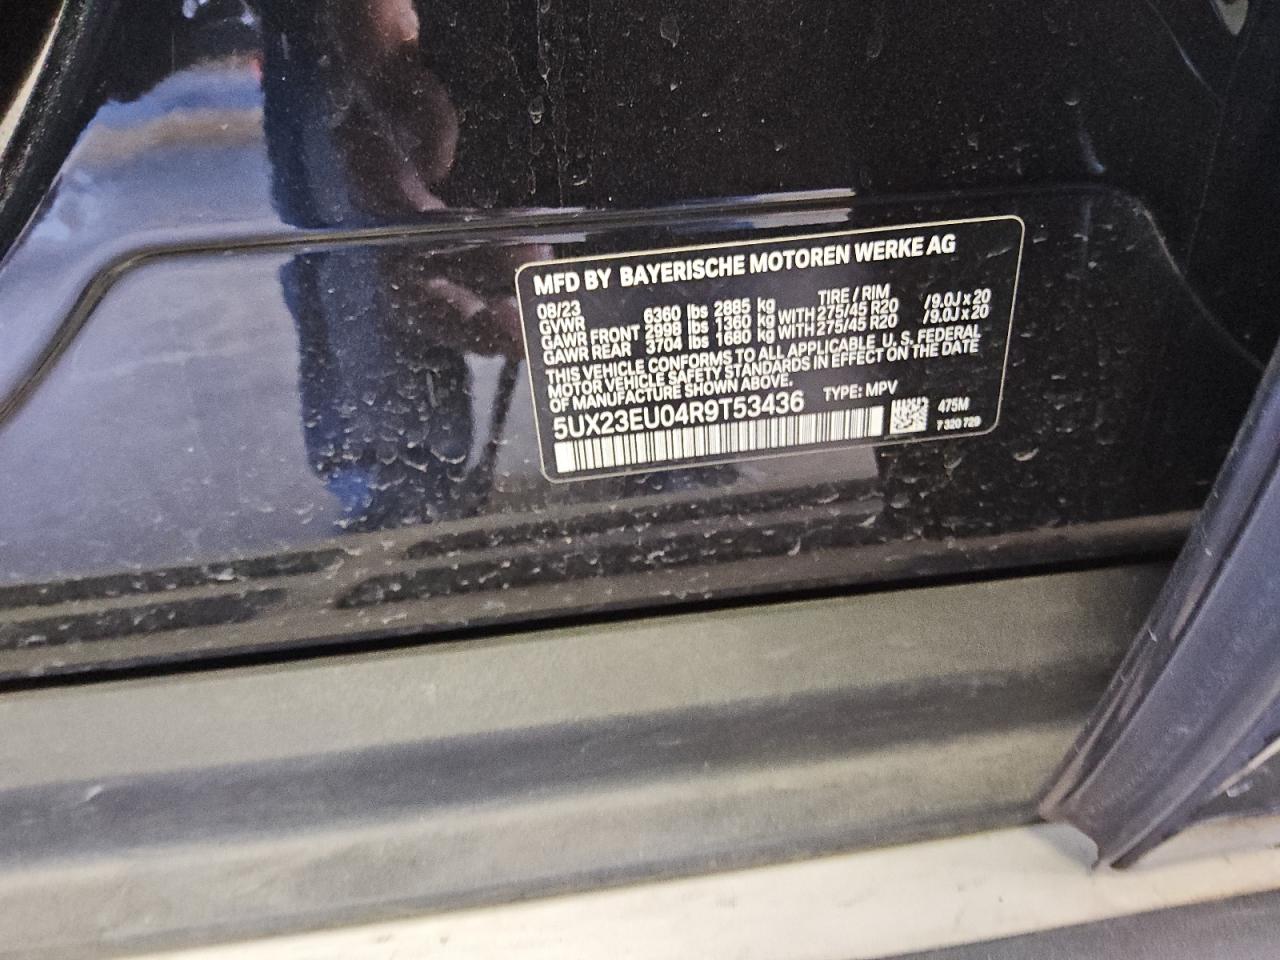 MFD BY BAYERISCHE MOTOREN WERKE AG
08/23 TIRE / RIM
GVWR 6360 lbs 2885 kg
GAWR FRONT 2998 lbs 1360 kg WITH 275/45 R20 /9.0J x 20
GAWR REAR 3704 lbs 1680 kg WITH 275/45 R20 /9.0J x 20
THIS VEHICLE CONFORMS TO ALL APPLICABLE U. S. FEDERAL
MOTOR VEHICLE SAFETY STANDARDS IN EFFECT ON THE DATE
OF MANUFACTURE SHOWN ABOVE.
5UX23EU04R9T53436 TYPE: MPV
475M
7 320 729